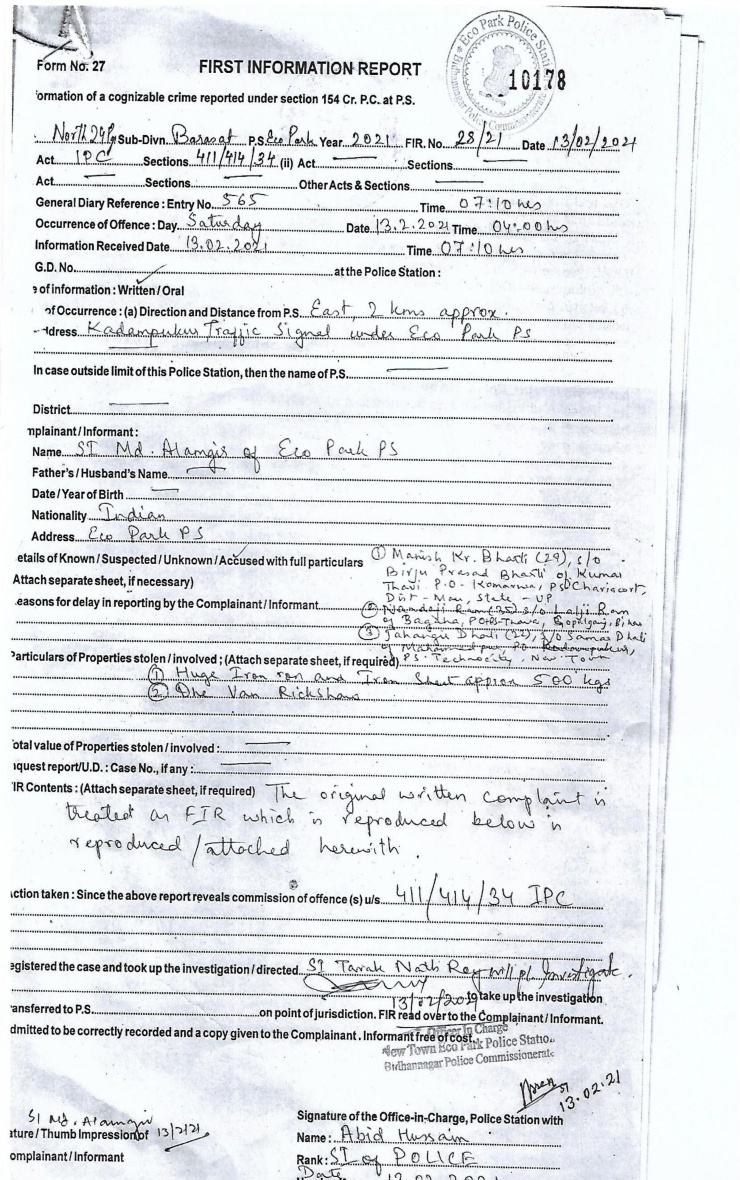 Eco Park Police Stati
Bidhannagar Police Commissionerate
Form No. 27 FIRST INFORMATION REPORT 10178
ormation of a cognizable crime reported under section 154 Cr. P.C. at P.S.
North 24 Pgs Sub-Divn. Barasat P.S Eco Park Year 2021 FIR. No. 28/21 Date 13/02/2021
Act IPC Sections 411/414/34 (ii) Act Sections
Act Sections Other Acts & Sections
General Diary Reference : Entry No. 565 Time 07:10 hrs
Occurrence of Offence : Day Saturday Date 13.2.2021 Time 04:00 hrs
Information Received Date 13.02.2021 Time 07:10 hrs
G.D. No. at the Police Station :
e of information : Written / Oral
of Occurrence : (a) Direction and Distance from P.S. East, 2 kms approx.
ddress Kadampukur Traffic Signal under Eco Park PS
In case outside limit of this Police Station, then the name of P.S.
District
mplainant / Informant :
Name SI Md. Alamgir of Eco Park PS
Father's / Husband's Name
Date / Year of Birth
Nationality Indian
Address Eco Park PS
etails of Known / Suspected / Unknown / Accused with full particulars
Attach separate sheet, if necessary)
① Manish Kr. Bharti (29), s/o
Birju Prasad Bharti of Kumar
Thavi P.O - Kamarwa, PS Chariacort,
Dist - Mau, State - UP
easons for delay in reporting by the Complainant / Informant
② Namdaji Ram (35) s/o Lalji Ram
of Bagaha, PO+PS-Thave, Gopalganj, Bihar
③ Jahangir Dhali (22), s/o Samas Dhali
of Mahammadpur, PO Kadampukur,
PS - Technocity, New Town
Particulars of Properties stolen / involved ; (Attach separate sheet, if required)
① Huge Iron ron and Iron Sheet approx 500 kgs
② One Van Rickshaw
otal value of Properties stolen / involved :
quest report/U.D. : Case No., if any :
IR Contents : (Attach separate sheet, if required) The original written complaint is
treated as FIR which is reproduced below is
reproduced / attached herewith.
ction taken : Since the above report reveals commission of offence (s) u/s 411/414/34 IPC
egistered the case and took up the investigation / directed SI Tarak Nath Rey will pl. Investigate.
13/02/2021 to take up the investigation
ansferred to P.S. on point of jurisdiction. FIR read over to the Complainant / Informant.
dmitted to be correctly recorded and a copy given to the Complainant . Informant free of cost.
Officer In Charge
New Town Eco Park Police Statio
Bidhannagar Police Commissionerate
SI
13.02.21
SI Md. Alamgir
13/2/21
ature / Thumb Impression of
omplainant / Informant
Signature of the Office-in-Charge, Police Station with
Name : Abid Hussain
Rank : SI of POLICE
Date